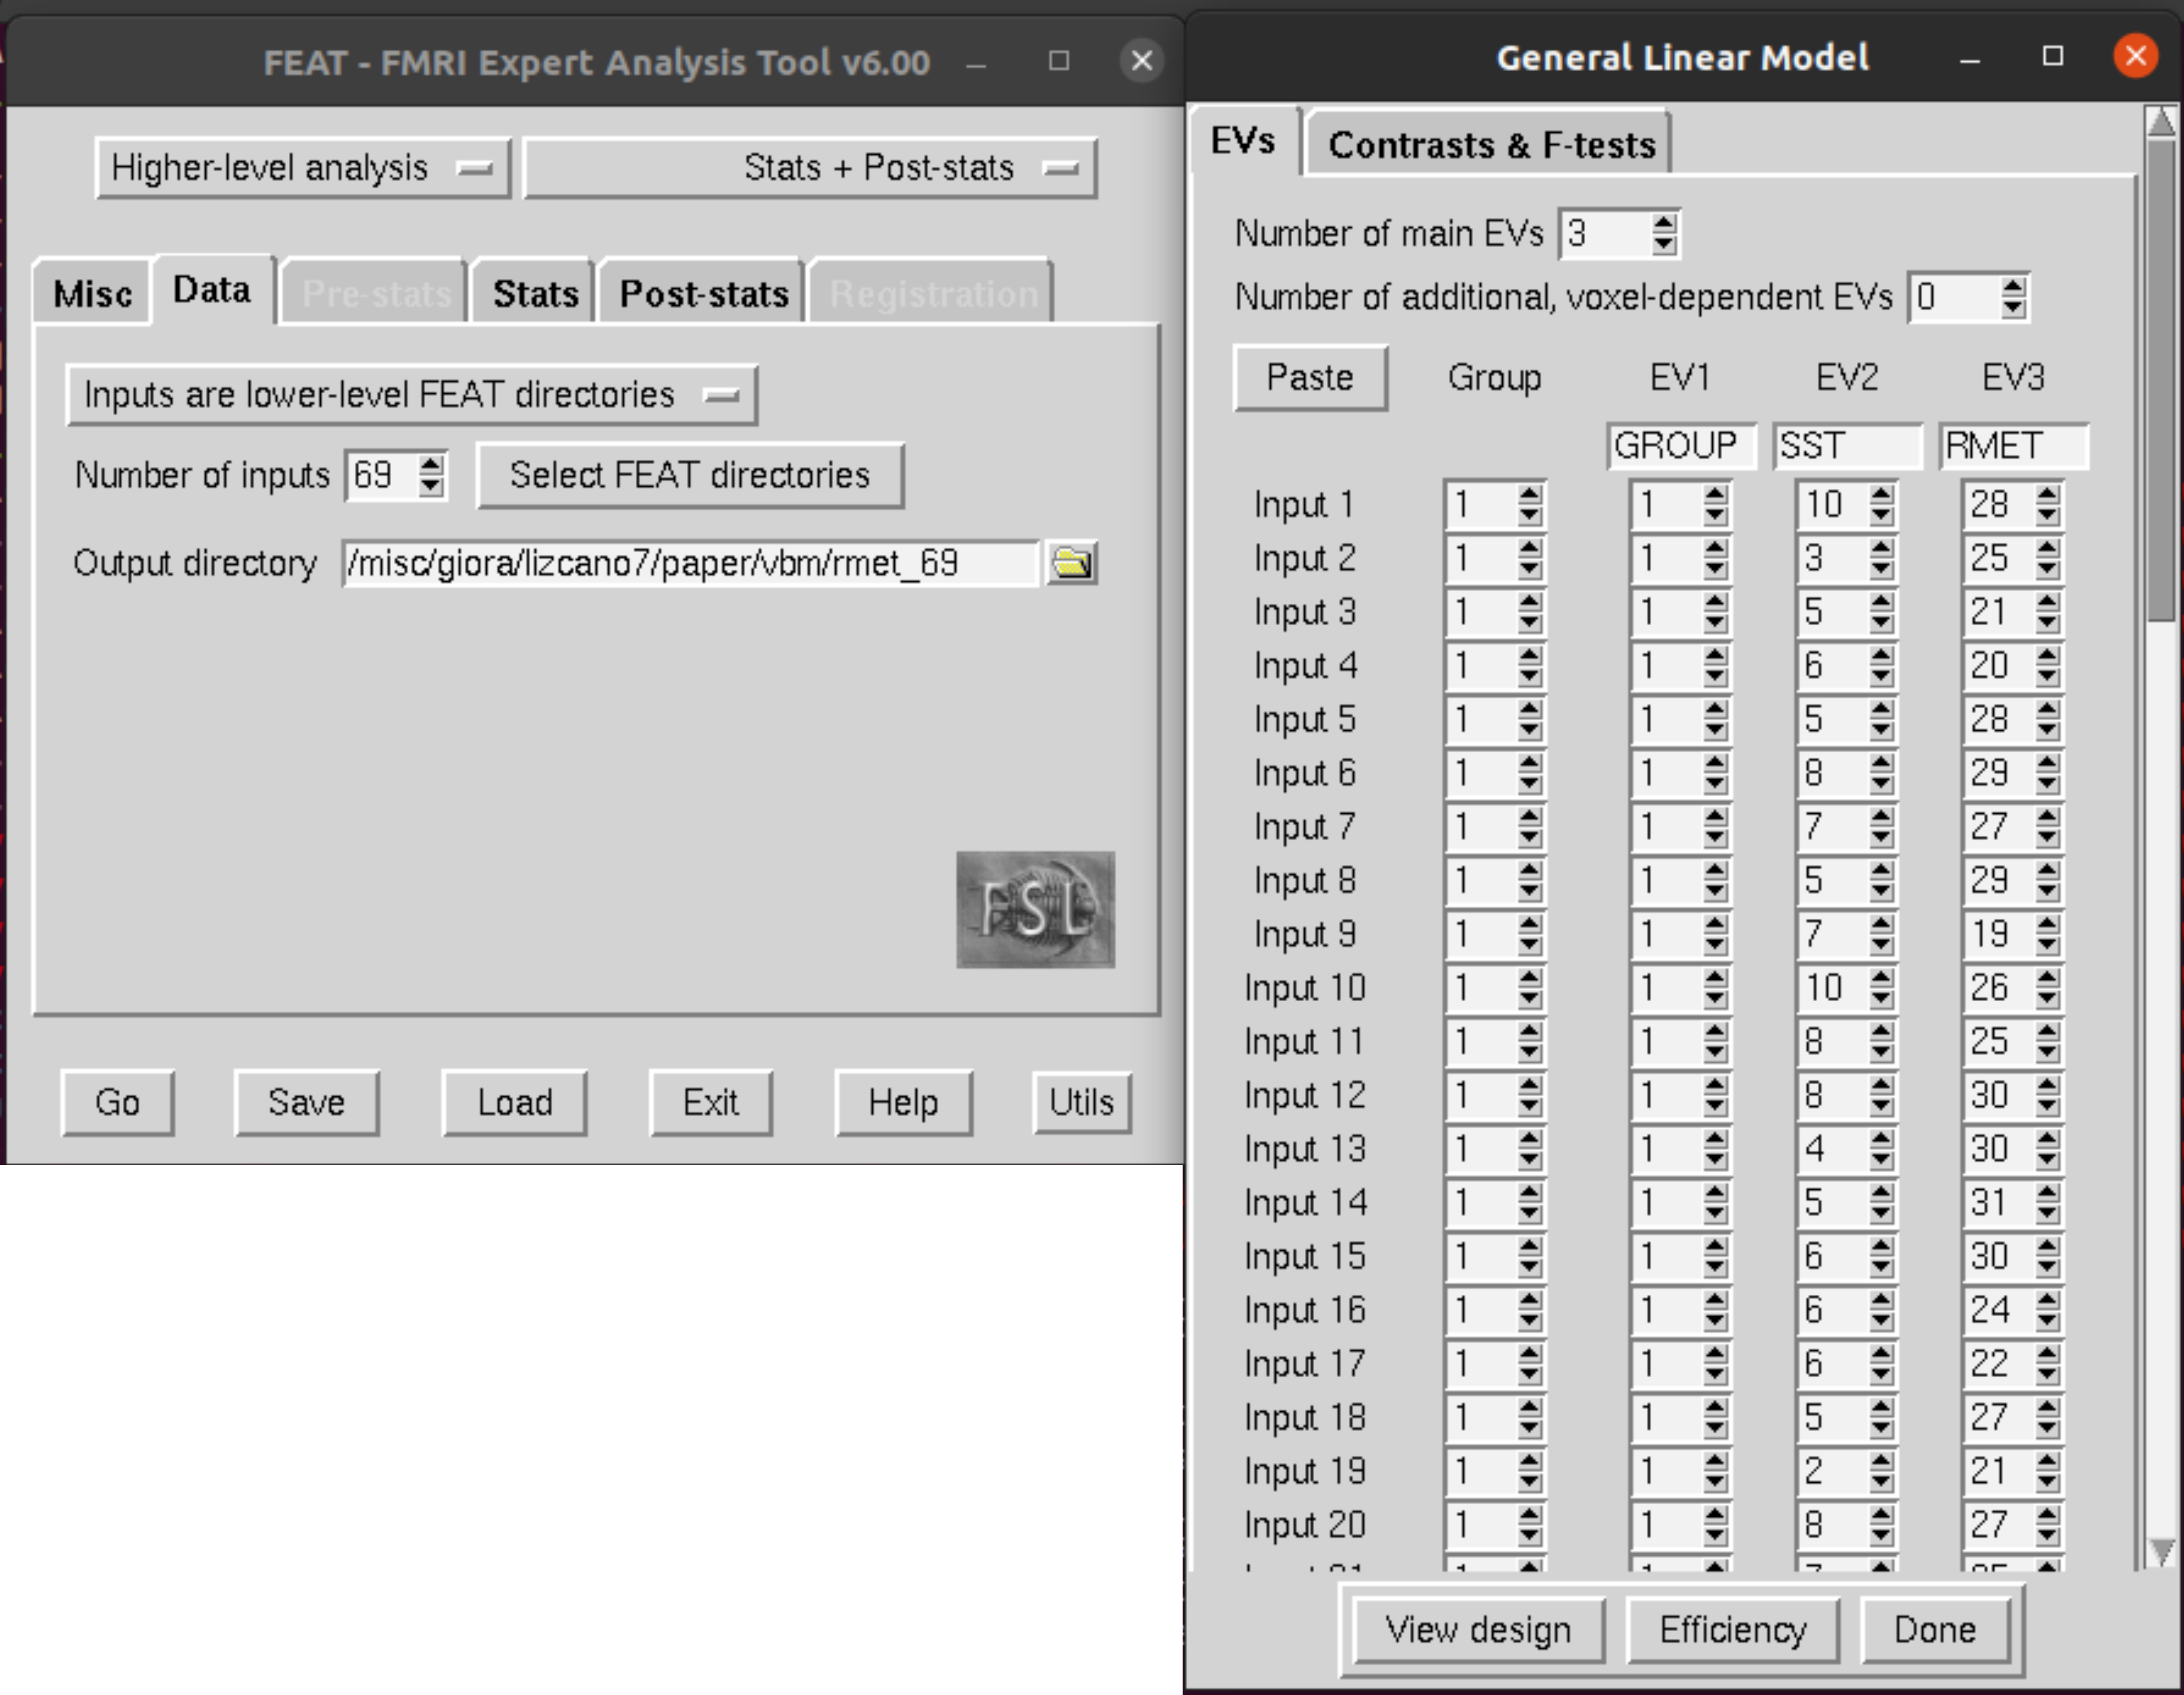 FEAT - FMRI Expert Analysis Tool v6.00
Higher-level analysis
Stats + Post-stats
Misc
Data
Pre-stats
Stats
Post-stats
Registration
Inputs are lower-level FEAT directories
Number of inputs 69
Select FEAT directories
Output directory /misc/giora/lizcano7/paper/vbm/rmet_69
FSL
Go
Save
Load
Exit
Help
Utils
General Linear Model
EVs
Contrasts & F-tests
Number of main EVs 3
Number of additional, voxel-dependent EVs 0
Paste Group EV1 EV2 EV3
GROUP SST RMET
Input 1 1 1 10 28
Input 2 1 1 3 25
Input 3 1 1 5 21
Input 4 1 1 6 20
Input 5 1 1 5 28
Input 6 1 1 8 29
Input 7 1 1 7 27
Input 8 1 1 5 29
Input 9 1 1 7 19
Input 10 1 1 10 26
Input 11 1 1 8 25
Input 12 1 1 8 30
Input 13 1 1 4 30
Input 14 1 1 5 31
Input 15 1 1 6 30
Input 16 1 1 6 24
Input 17 1 1 6 22
Input 18 1 1 5 27
Input 19 1 1 2 21
Input 20 1 1 8 27
View design
Efficiency
Done